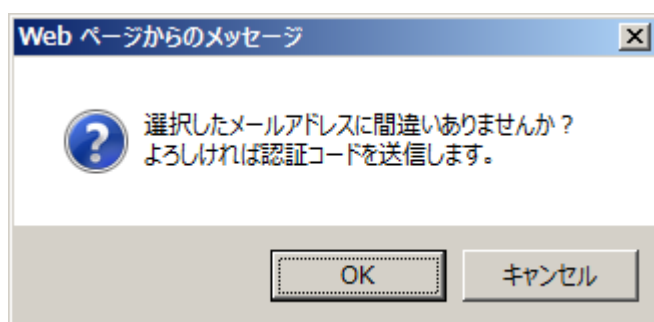 Web ページからのメッセージ
選択したメールアドレスに間違いありませんか？
よろしければ認証コードを送信します。
OK
キャンセル